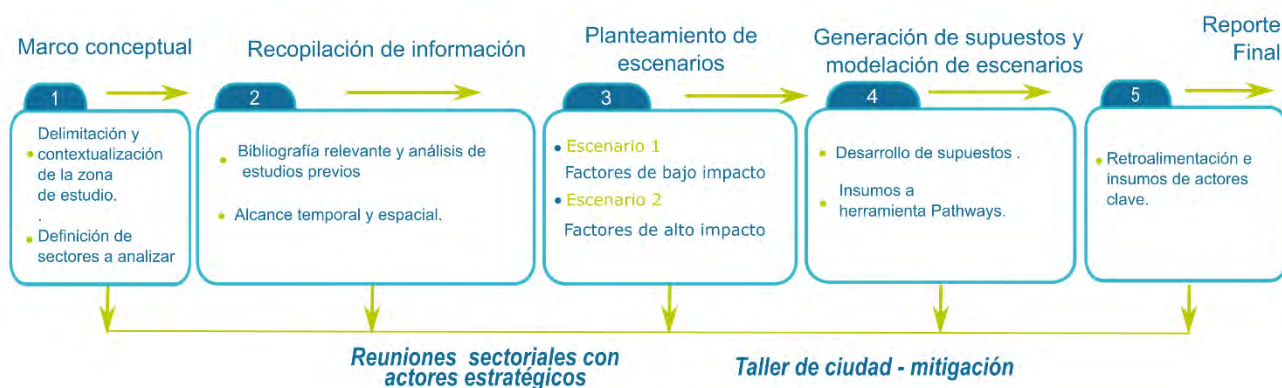 Marco conceptual
1
Delimitación y
contextualización
de la zona
de estudio.
.
Definición de
sectores a analizar
Recopilación de información
2
Bibliografía relevante y análisis de
estudios previos
Alcance temporal y espacial.
Planteamiento de
escenarios
3
Escenario 1
Factores de bajo impacto
Escenario 2
Factores de alto impacto
Generación de supuestos y
modelación de escenarios
4
Desarrollo de supuestos .
Insumos a
herramienta Pathways.
Reporte
Final
5
Retroalimentación e
insumos de actores
clave.
Reuniones sectoriales con
actores estratégicos
Taller de ciudad - mitigación